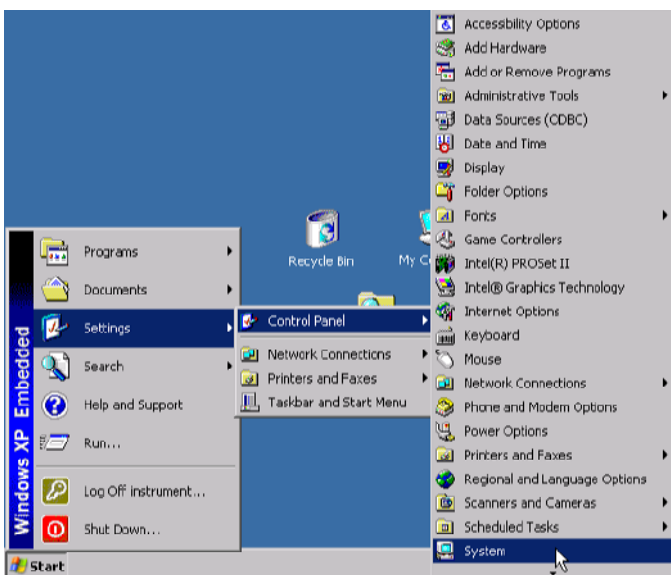 Accessibility Options
Add Hardware
Add or Remove Programs
Administrative Tools
Data Sources (ODBC)
Date and Time
Display
Folder Options
Fonts
Game Controllers
Intel(R) PROSet II
Intel® Graphics Technology
Internet Options
Keyboard
Mouse
Network Connections
Phone and Modem Options
Power Options
Printers and Faxes
Regional and Language Options
Scanners and Cameras
Scheduled Tasks
System
Recycle Bin
My C
Control Panel
Network Connections
Printers and Faxes
Taskbar and Start Menu
Programs
Documents
Settings
Search
Help and Support
Run...
Log Off instrument...
Shut Down...
Windows XP Embedded
Start